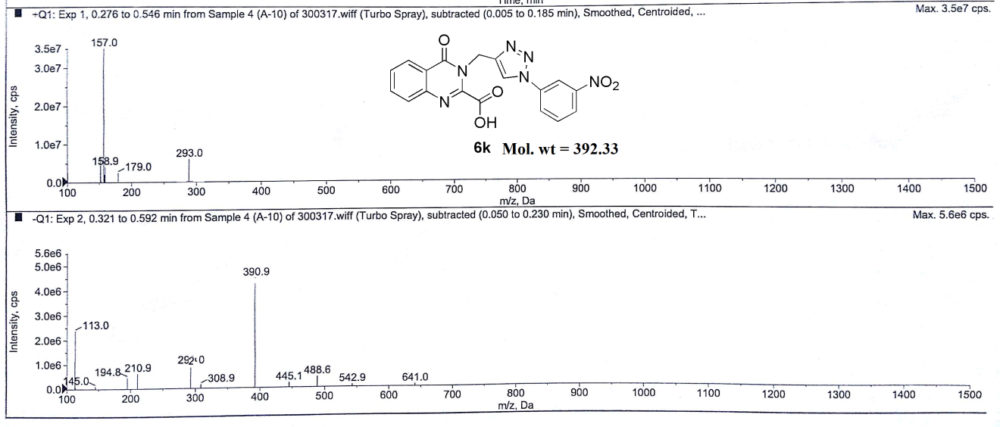 Time, min
+Q1: Exp 1, 0.276 to 0.546 min from Sample 4 (A-10) of 300317.wiff (Turbo Spray), subtracted (0.005 to 0.185 min), Smoothed, Centroided, ...
Max. 3.5e7 cps.
Intensity, cps
3.5e7
3.0e7
2.0e7
1.0e7
0.0
157.0
158.9
179.0
293.0
O
N
N
O
OH
N
N
N
NO2
6k Mol. wt = 392.33
100 200 300 400 500 600 700 800 900 1000 1100 1200 1300 1400 1500
m/z, Da
-Q1: Exp 2, 0.321 to 0.592 min from Sample 4 (A-10) of 300317.wiff (Turbo Spray), subtracted (0.050 to 0.230 min), Smoothed, Centroided, T...
Max. 5.6e6 cps.
Intensity, cps
5.6e6
5.0e6
4.0e6
3.0e6
2.0e6
1.0e6
0.0
390.9
113.0
145.0
194.8
210.9
308.9
445.1
488.6
542.9
641.0
100 200 300 400 500 600 700 800 900 1000 1100 1200 1300 1400 1500
m/z, Da